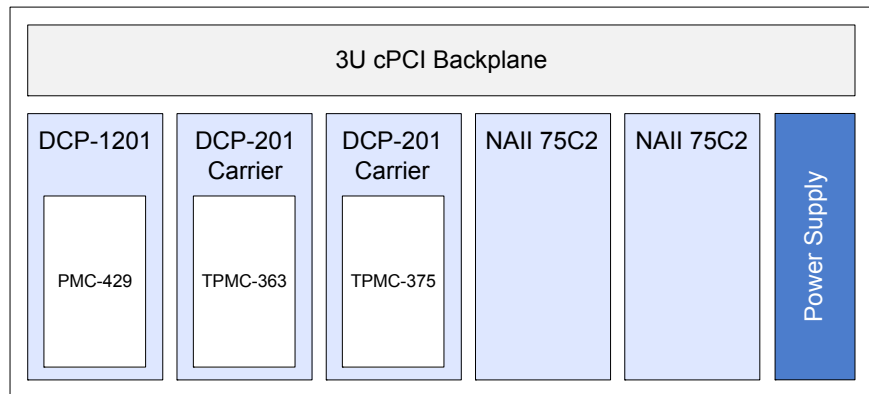 3U cPCI Backplane
DCP-1201
PMC-429
DCP-201
Carrier
TPMC-363
DCP-201
Carrier
TPMC-375
NAII 75C2
NAII 75C2
Power Supply